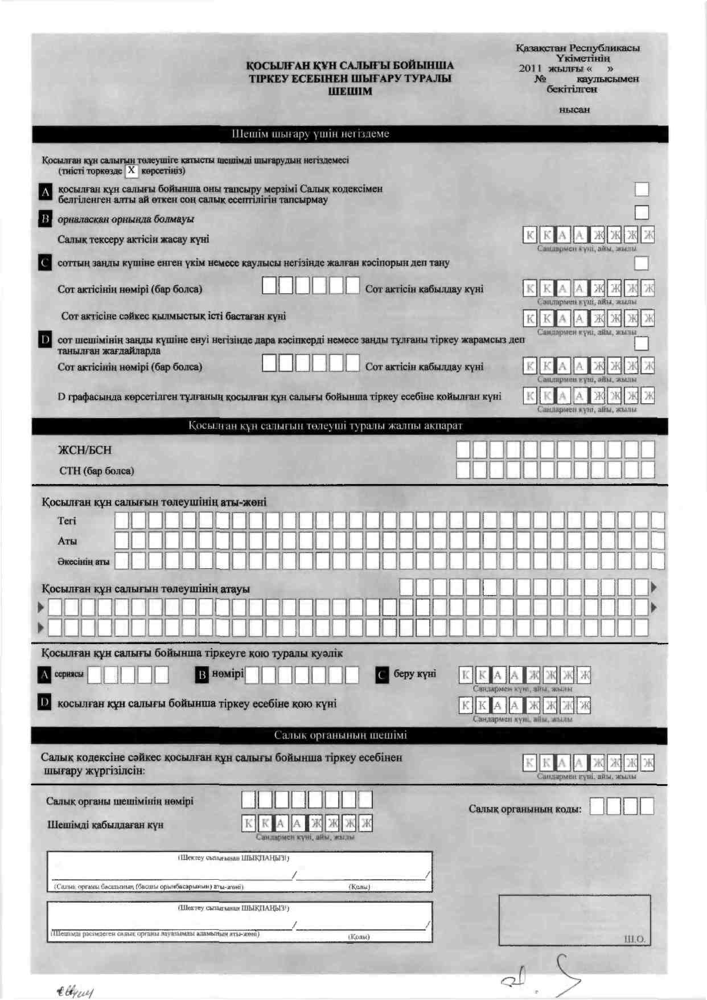 Қазақстан Республикасы
Үкіметінің
2011 жылғы « »
№ қаулысымен
бекітілген
нысан
ҚОСЫЛҒАН ҚҰН САЛЫҒЫ БОЙЫНША
ТІРКЕУ ЕСЕБІНЕН ШЫҒАРУ ТУРАЛЫ
ШЕШІМ
Шешім шығару үшін негіздеме
Қосылған құн салығын төлеушіге қатысты шешімді шығарудың негіздемесі
(тиісті торкөзде X көрсетіңіз)
A қосылған құн салығы бойынша оны тапсыру мерзімі Салық кодексімен
белгіленген алты ай өткен соң салық есептілігін тапсырмау
B орналасқан орнында болмауы
Салық тексеру актісін жасау күні К К А А Ж Ж Ж Ж
Сандармен күні, айы, жылы
C соттың заңды күшіне енген үкім немесе қаулысы негізінде жалған кәсіпорын деп тану
Сот актісінің нөмірі (бар болса) Сот актісін қабылдау күні К К А А Ж Ж Ж Ж
Сандармен күні, айы, жылы
Сот актісіне сәйкес қылмыстық істі бастаған күні К К А А Ж Ж Ж Ж
Сандармен күні, айы, жылы
D сот шешімінің заңды күшіне енуі негізінде дара кәсіпкерді немесе заңды тұлғаны тіркеу жарамсыз деп
танылған жағдайларда
Сот актісінің нөмірі (бар болса) Сот актісін қабылдау күні К К А А Ж Ж Ж Ж
Сандармен күні, айы, жылы
D графасында көрсетілген тұлғаның қосылған құн салығы бойынша тіркеу есебіне қойылған күні К К А А Ж Ж Ж Ж
Сандармен күні, айы, жылы
Қосылған құн салығын төлеуші туралы жалпы ақпарат
ЖСН/БСН
СТН (бар болса)
Қосылған құн салығын төлеушінің аты-жөні
Тегі
Аты
Әкесінің аты
Қосылған құн салығын төлеушінің атауы
Қосылған құн салығы бойынша тіркеуге қою туралы куәлік
A сериясы B нөмірі C беру күні К К А А Ж Ж Ж Ж
Сандармен күні, айы, жылы
D қосылған құн салығы бойынша тіркеу есебіне қою күні К К А А Ж Ж Ж Ж
Сандармен күні, айы, жылы
Салық органының шешімі
Салық кодексіне сәйкес қосылған құн салығы бойынша тіркеу есебінен
шығару жүргізілсін: К К А А Ж Ж Ж Ж
Сандармен күні, айы, жылы
Салық органы шешімінің нөмірі
Салық органының коды:
Шешімді қабылдаған күн К К А А Ж Ж Ж Ж
Сандармен күні, айы, жылы
(Шектеу сызығынан ШЫҚПАҢЫЗ!)
/ /
(Салық органы басшының (басшы орынбасарының) аты-жөні) (Қолы)
(Шектеу сызығынан ШЫҚПАҢЫЗ!)
/ /
(Шешімді рәсімдеген салық органы лауазымды адамының аты-жөні) (Қолы)
Ш.О.